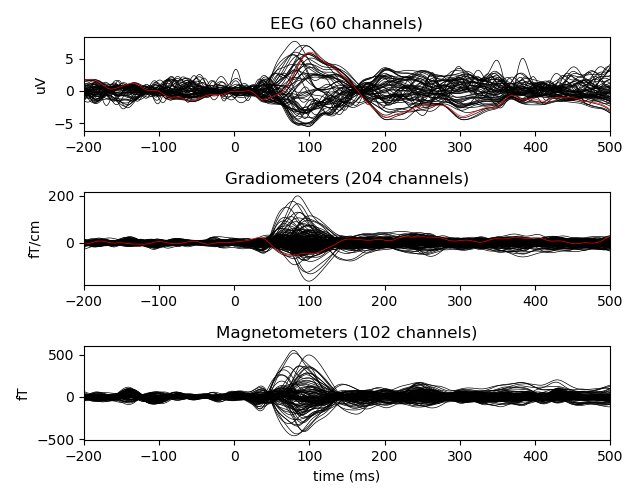 EEG (60 channels)
uV
5
0
−5
−200 −100 0 100 200 300 400 500
Gradiometers (204 channels)
fT/cm
200
0
−200 −100 0 100 200 300 400 500
Magnetometers (102 channels)
fT
500
0
−500
−200 −100 0 100 200 300 400 500
time (ms)